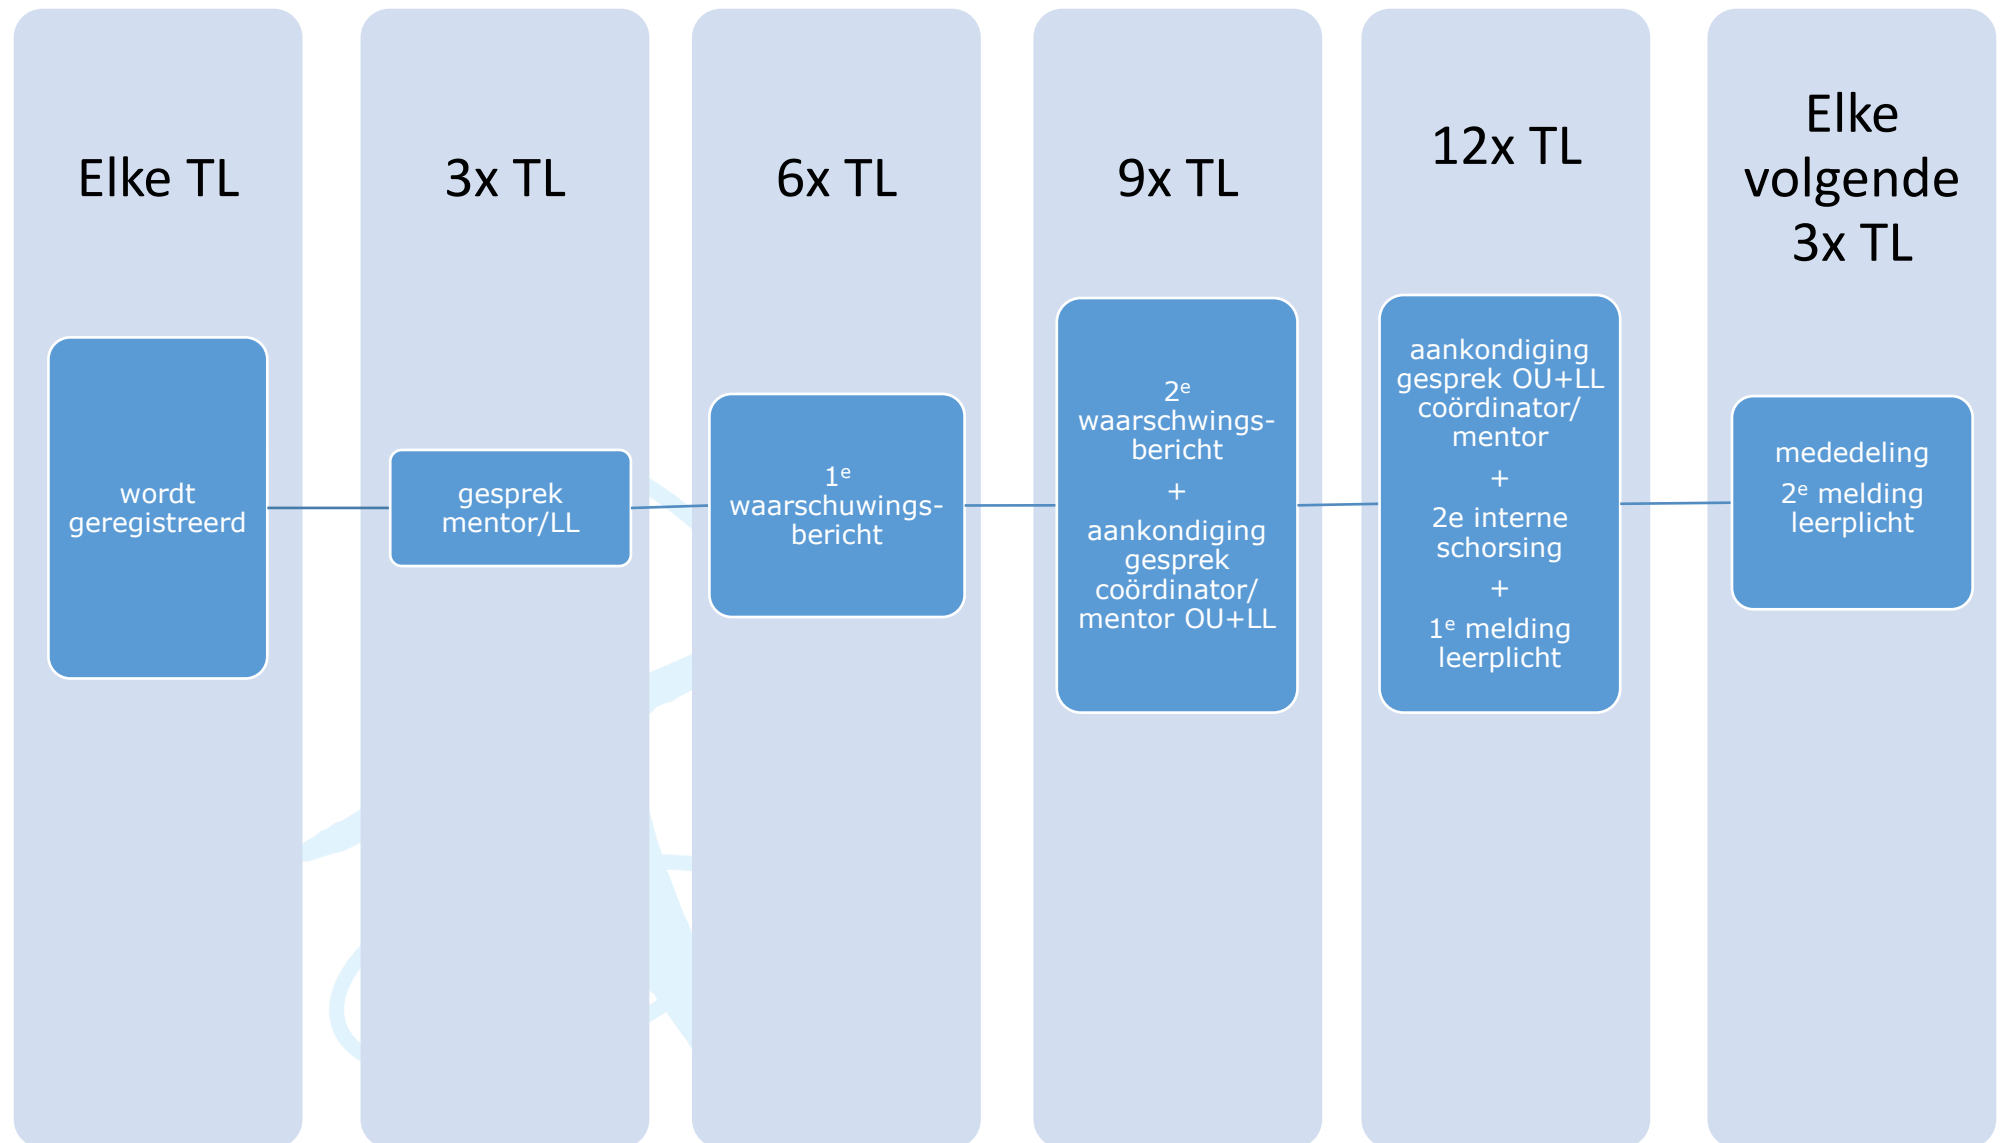 Elke TL
wordt
geregistreerd
3x TL
gesprek
mentor/LL
6x TL
1e
waarschuwings-
bericht
9x TL
2e
waarschwings-
bericht
+
aankondiging
gesprek
coördinator/
mentor OU+LL
12x TL
aankondiging
gesprek OU+LL
coördinator/
mentor
+
2e interne
schorsing
+
1e melding
leerplicht
Elke
volgende
3x TL
mededeling
2e melding
leerplicht